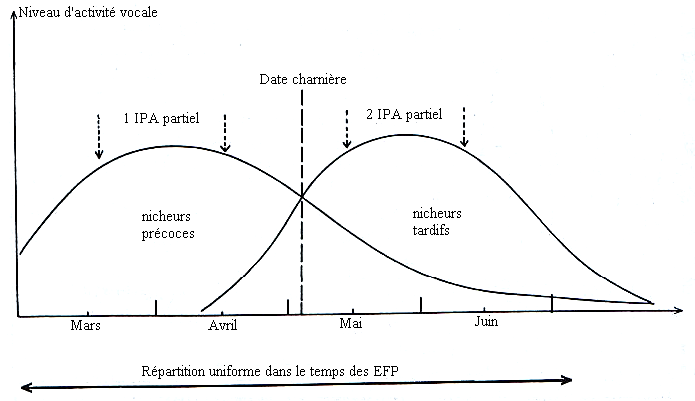 Niveau d'activité vocale
Date charnière
1 IPA partiel
2 IPA partiel
nicheurs
précoces
nicheurs
tardifs
Mars
Avril
Mai
Juin
Répartition uniforme dans le temps des EFP